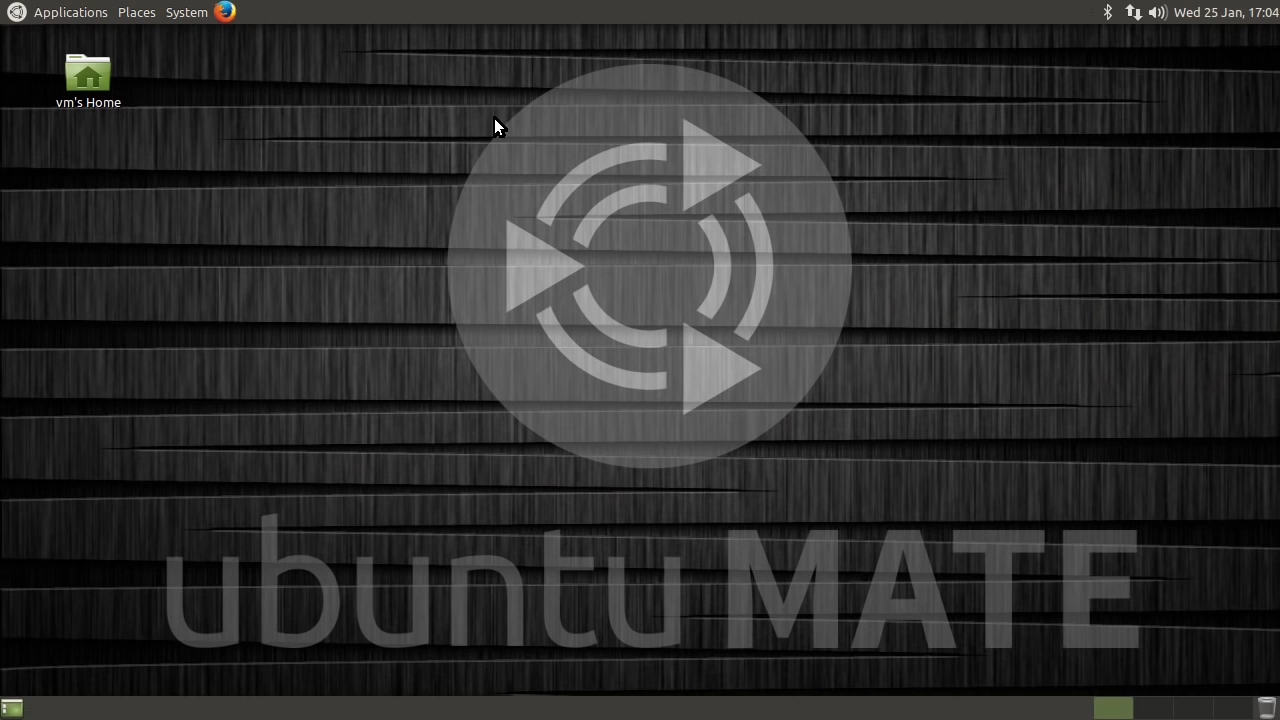 Applications Places System Wed 25 Jan, 17:04
vm's Home
ubuntu MATE